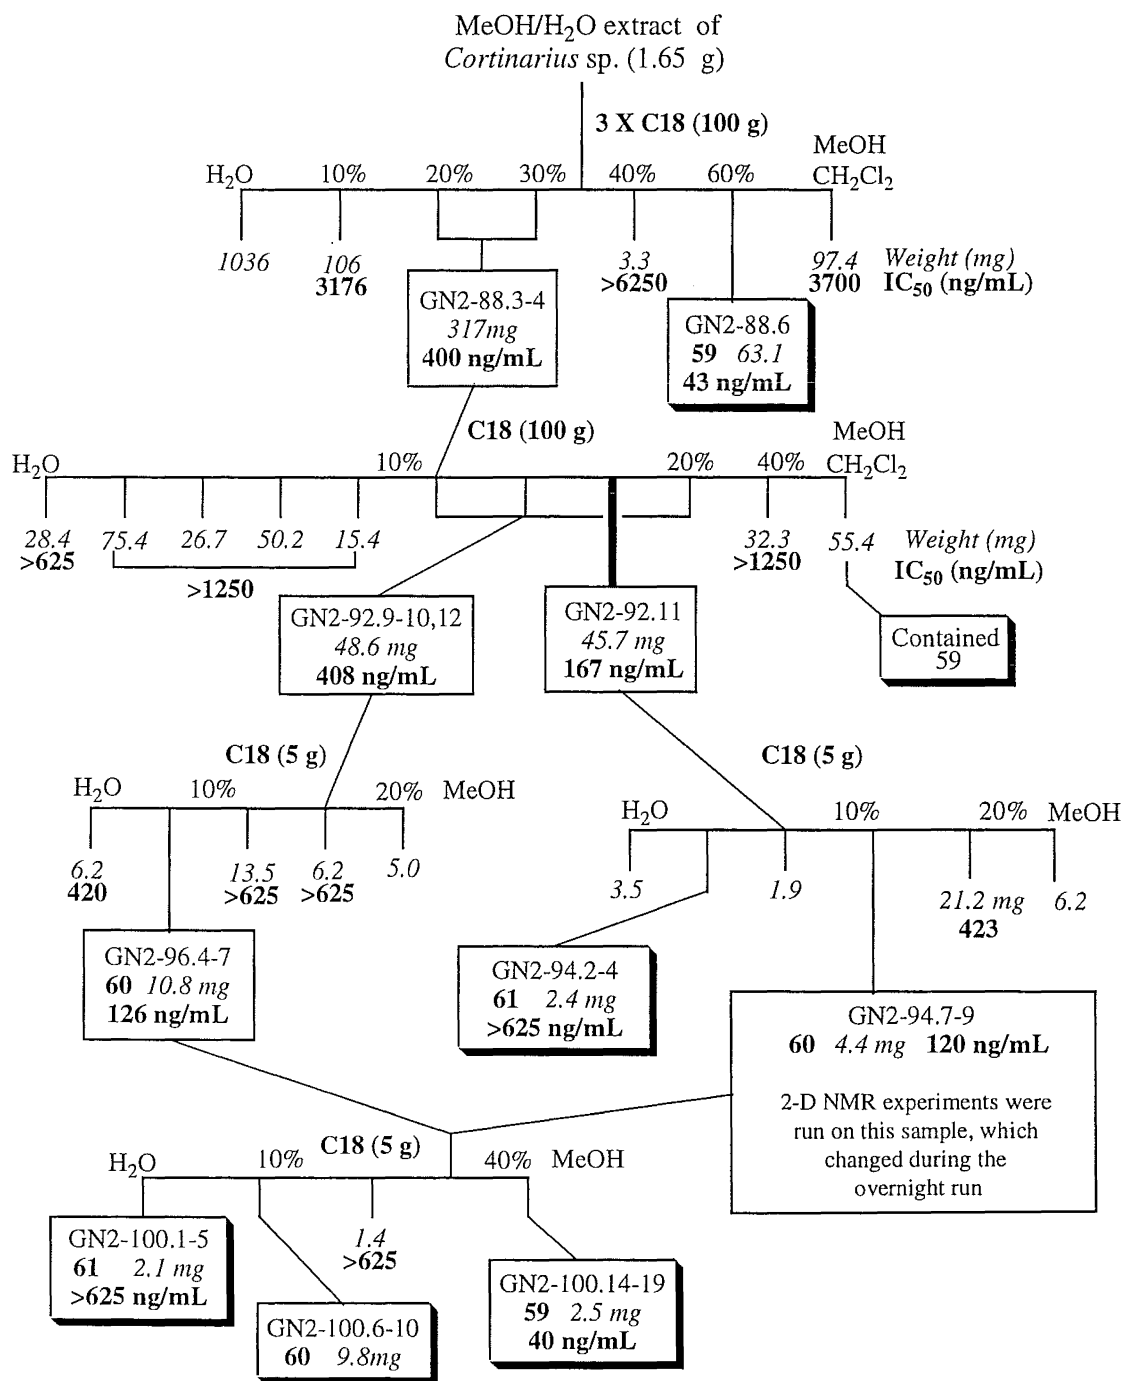 MeOH/H₂O extract of
Cortinarius sp. (1.65 g)
3 X C18 (100 g)
H₂O 10% 20% 30% 40% 60% MeOH
CH₂Cl₂
1036 106 3.3 97.4 Weight (mg)
3176 >6250 3700 IC₅₀ (ng/mL)
GN2-88.3-4
317mg
400 ng/mL
GN2-88.6
59 63.1
43 ng/mL
C18 (100 g)
H₂O 10% 20% 40% MeOH
CH₂Cl₂
28.4 75.4 26.7 50.2 15.4 32.3 55.4 Weight (mg)
>625 >1250 >1250 IC₅₀ (ng/mL)
GN2-92.9-10,12
48.6 mg
408 ng/mL
GN2-92.11
45.7 mg
167 ng/mL
Contained
59
C18 (5 g)
H₂O 10% 20% MeOH
6.2 13.5 6.2 5.0
420 >625 >625
GN2-96.4-7
60 10.8 mg
126 ng/mL
C18 (5 g)
H₂O 10% 20% MeOH
3.5 1.9 21.2 mg 6.2
423
GN2-94.2-4
61 2.4 mg
>625 ng/mL
GN2-94.7-9
60 4.4 mg 120 ng/mL
2-D NMR experiments were
run on this sample, which
changed during the
overnight run
C18 (5 g)
H₂O 10% 40% MeOH
1.4
>625
GN2-100.1-5
61 2.1 mg
>625 ng/mL
GN2-100.6-10
60 9.8mg
GN2-100.14-19
59 2.5 mg
40 ng/mL